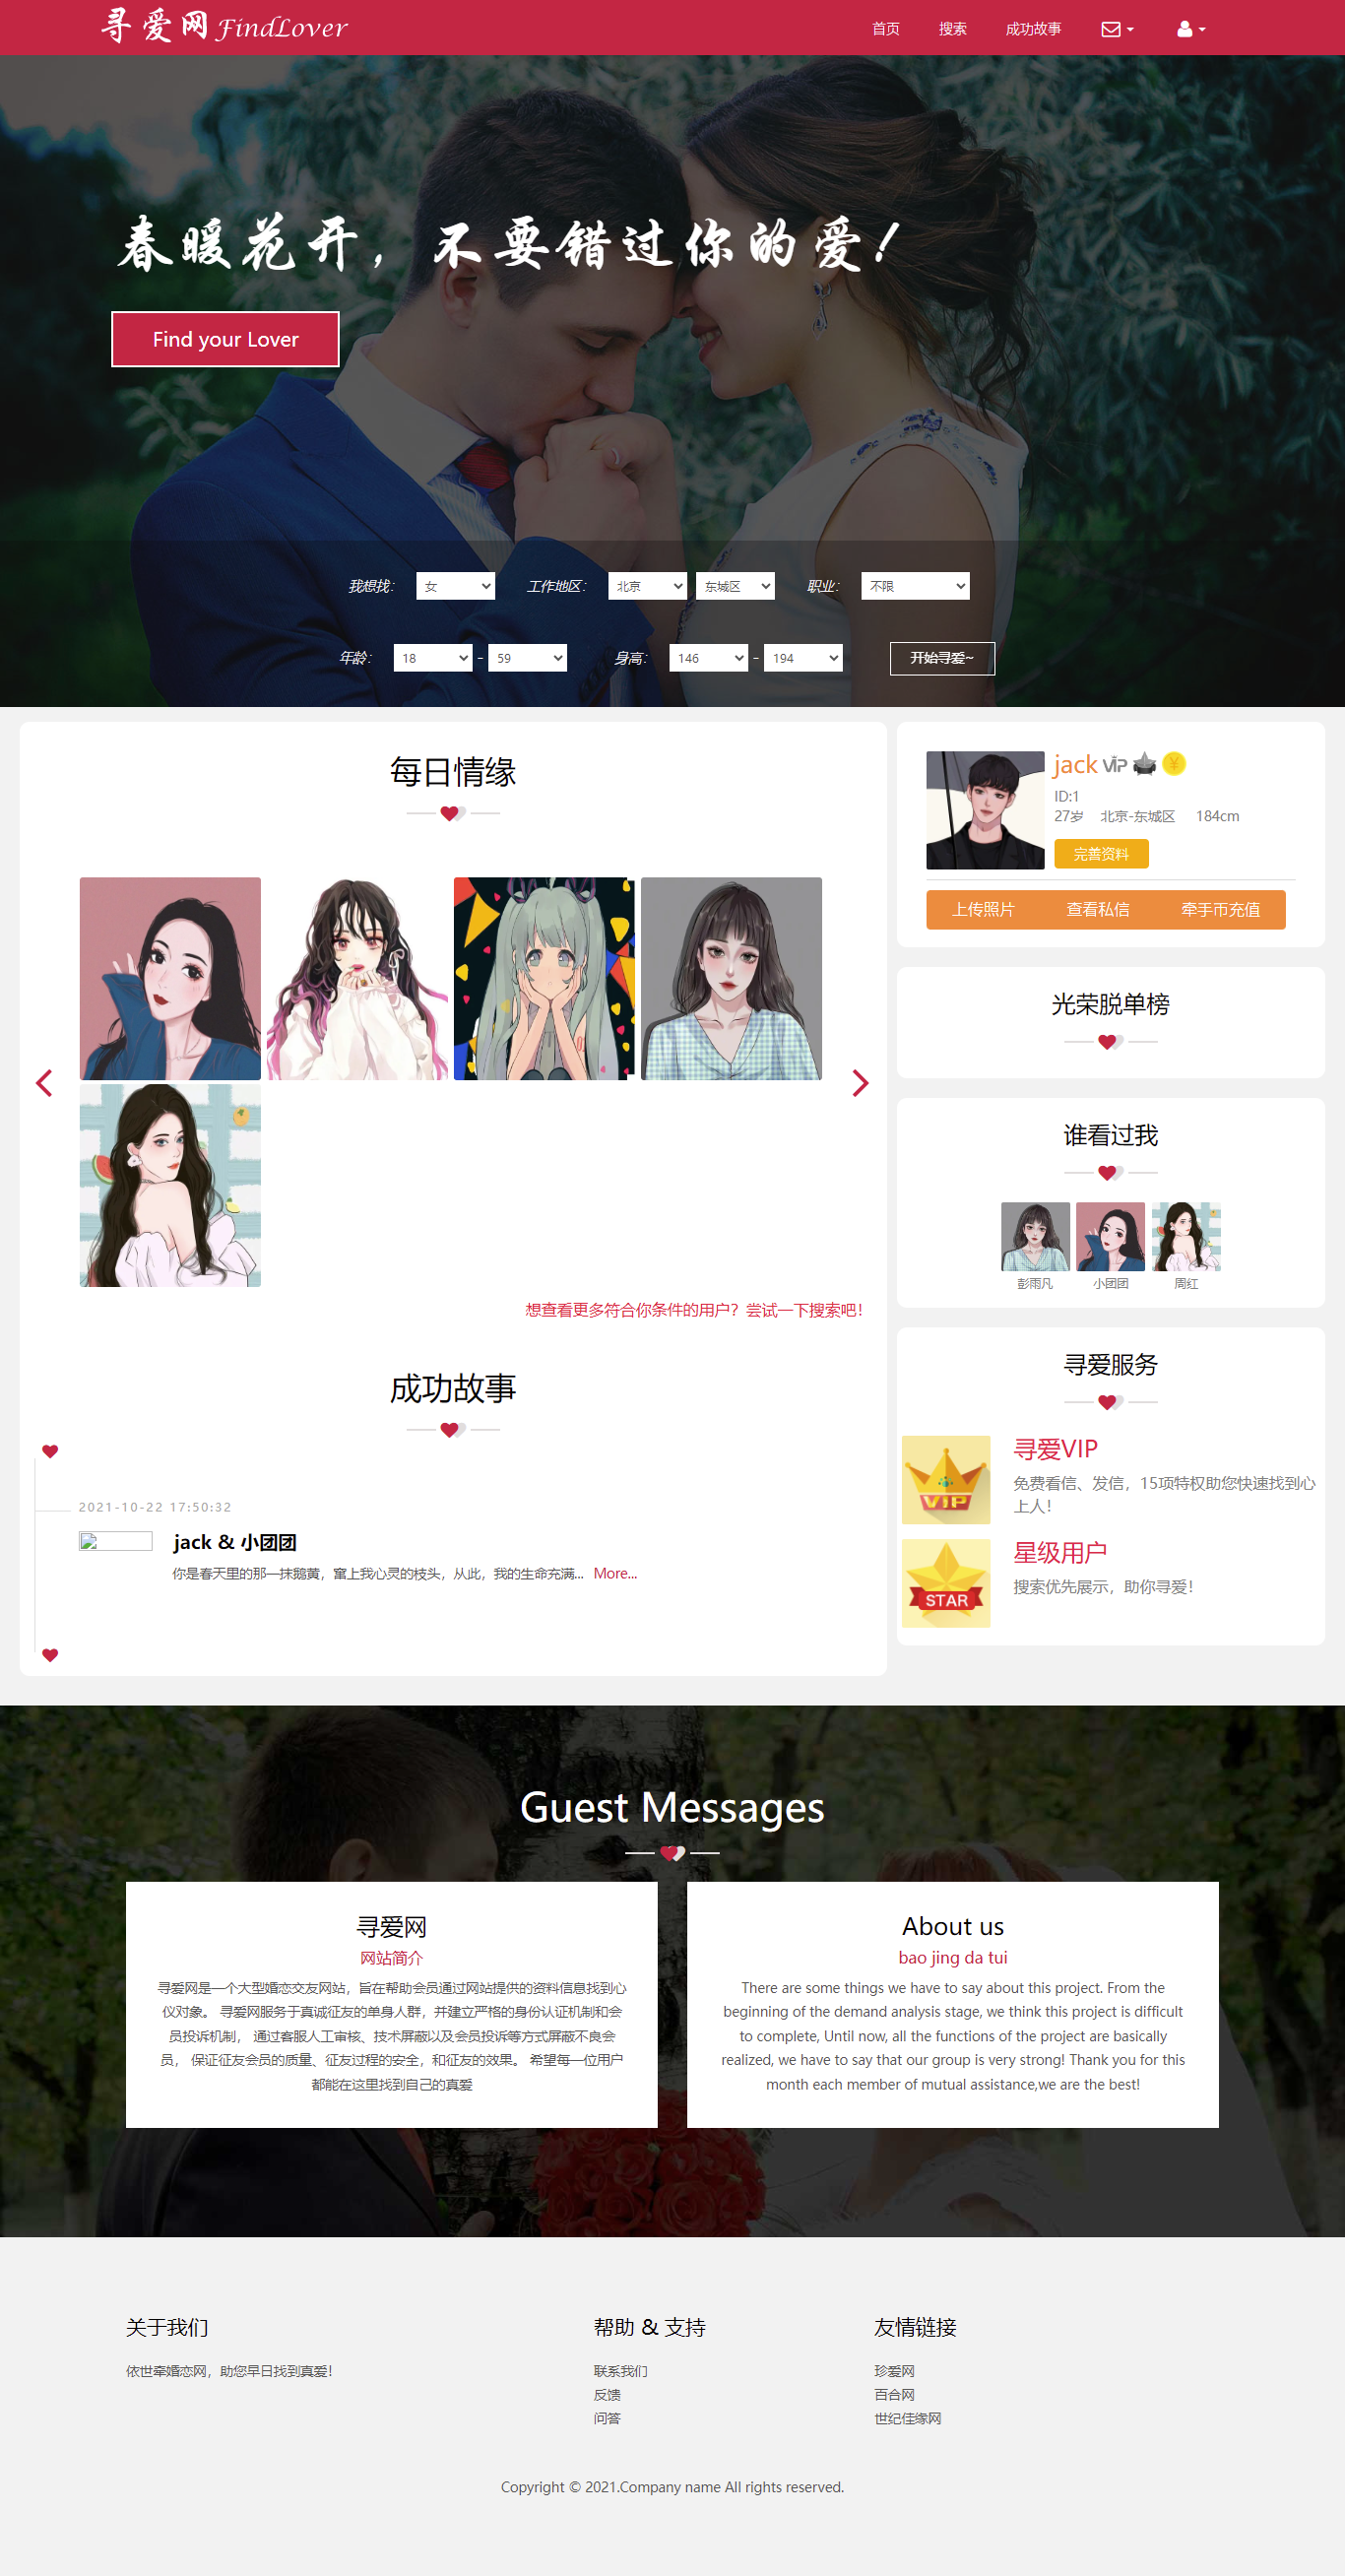 寻爱网 FindLover
首页 搜索 成功故事
春暖花开，不要错过你的爱！
Find your Lover
我想找： 女 工作地区： 北京 东城区 职业： 不限
年龄： 18 - 59 身高： 146 - 194 开始寻爱~
每日情缘
想查看更多符合你条件的用户？尝试一下搜索吧！
成功故事
2021-10-22 17:50:32
jack & 小团团
你是春天里的那一抹鹅黄，窜上我心灵的枝头，从此，我的生命充满... More...
jack VIP
ID:1
27岁 北京-东城区 184cm
完善资料
上传照片 查看私信 牵手币充值
光荣脱单榜
谁看过我
彭雨凡 小团团 周红
寻爱服务
VIP
寻爱VIP
免费看信、发信，15项特权助您快速找到心
上人！
STAR
星级用户
搜索优先展示，助你寻爱！
Guest Messages
寻爱网
网站简介
寻爱网是一个大型婚恋交友网站，旨在帮助会员通过网站提供的资料信息找到心
仪对象。 寻爱网服务于真诚征友的单身人群，并建立严格的身份认证机制和会
员投诉机制， 通过客服人工审核、技术屏蔽以及会员投诉等方式屏蔽不良会
员， 保证征友会员的质量、征友过程的安全，和征友的效果。 希望每一位用户
都能在这里找到自己的真爱
About us
bao jing da tui
There are some things we have to say about this project. From the
beginning of the demand analysis stage, we think this project is difficult
to complete, Until now, all the functions of the project are basically
realized, we have to say that our group is very strong! Thank you for this
month each member of mutual assistance,we are the best!
关于我们
依世牵婚恋网，助您早日找到真爱！
帮助 & 支持
联系我们
反馈
问答
友情链接
珍爱网
百合网
世纪佳缘网
Copyright © 2021.Company name All rights reserved.